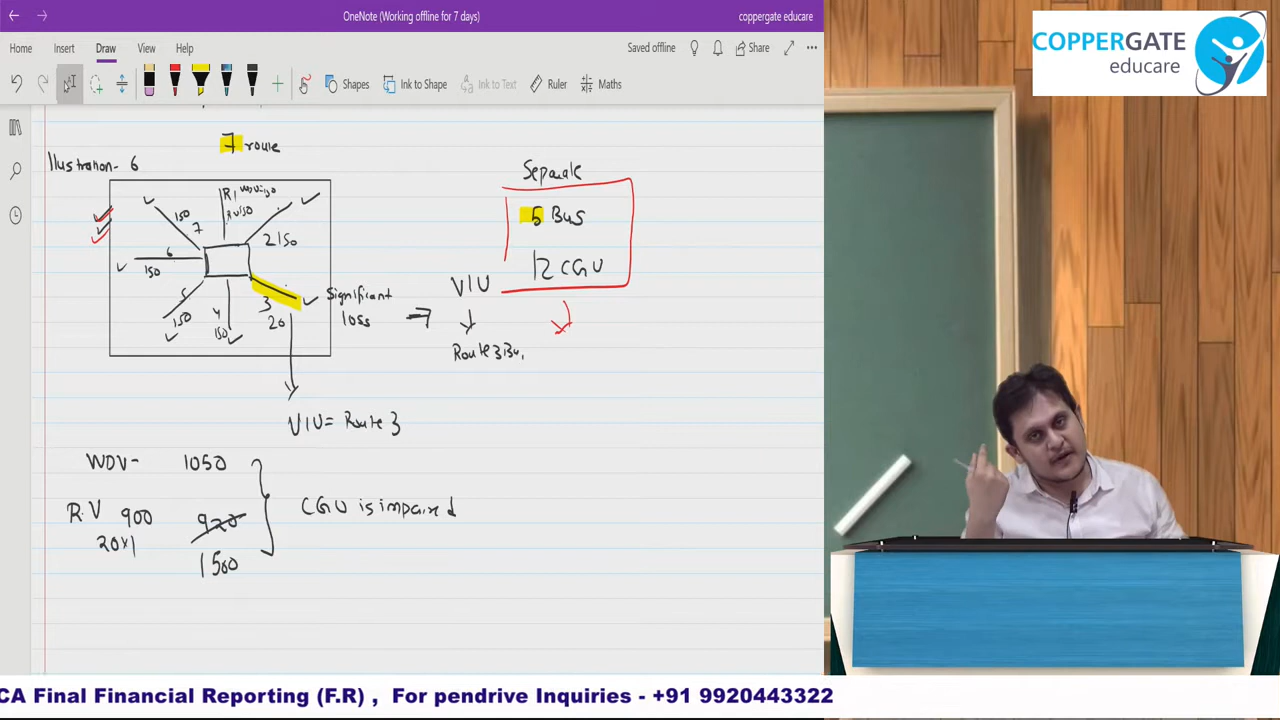 OneNote (Working offline for 7 days)
coppergate educare
Home Insert Draw View Help
Saved offline Share
Shapes Ink to Shape Ink to Text Ruler Maths
COPPERGATE
educare
7 route
Illustration- 6
Separate
5 Bus
12 CGU
R1
150
7
2 150
6
150
5
150
4
150
3
20
Significant
loss
VIU
Route 3 Bu
VIU = Route 3
WDV- 1050
R.V 900 920
20x1
1500
CGU is impaired
CA Final Financial Reporting (F.R) , For pendrive Inquiries - +91 9920443322